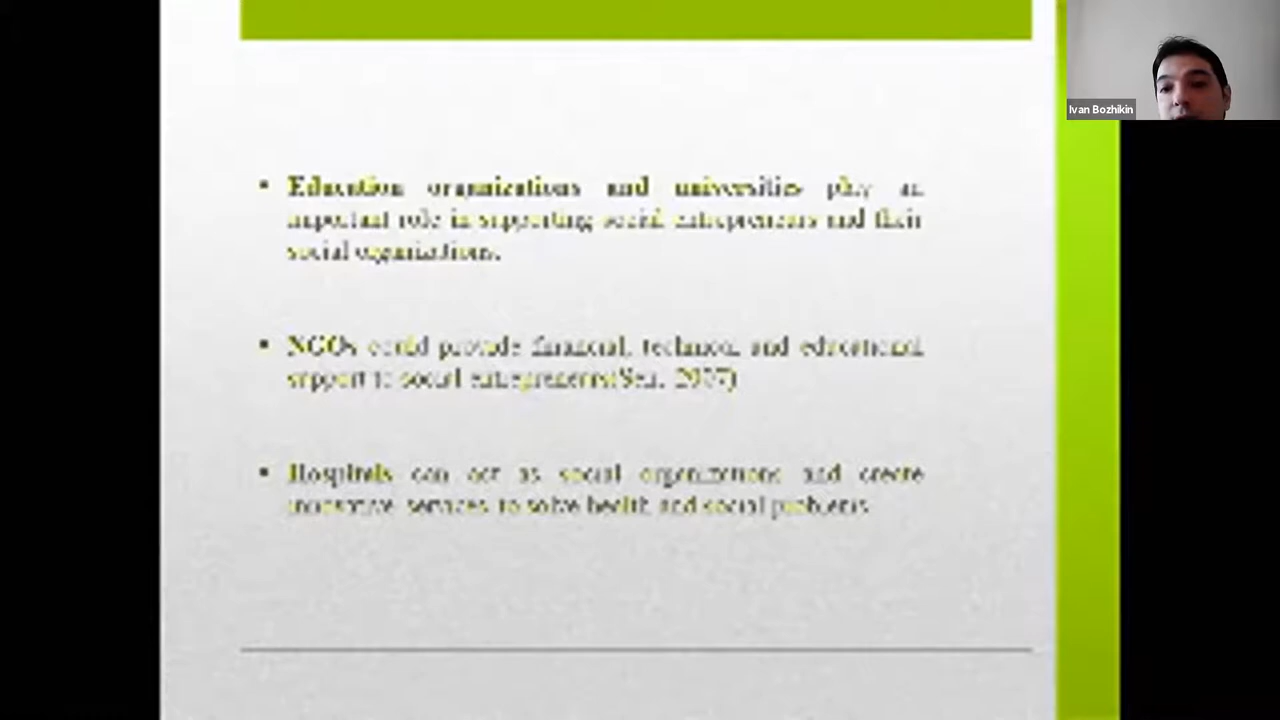 Education organizations and universities play an
important role in supporting social entrepreneurs and their
social organizations.
NGOs could provide financial, technical and educational
support to social entrepreneurs(Sen, 2007)
Hospitals can act as social organizations and create
innovative services to solve health and social problems
Ivan Bozhikin